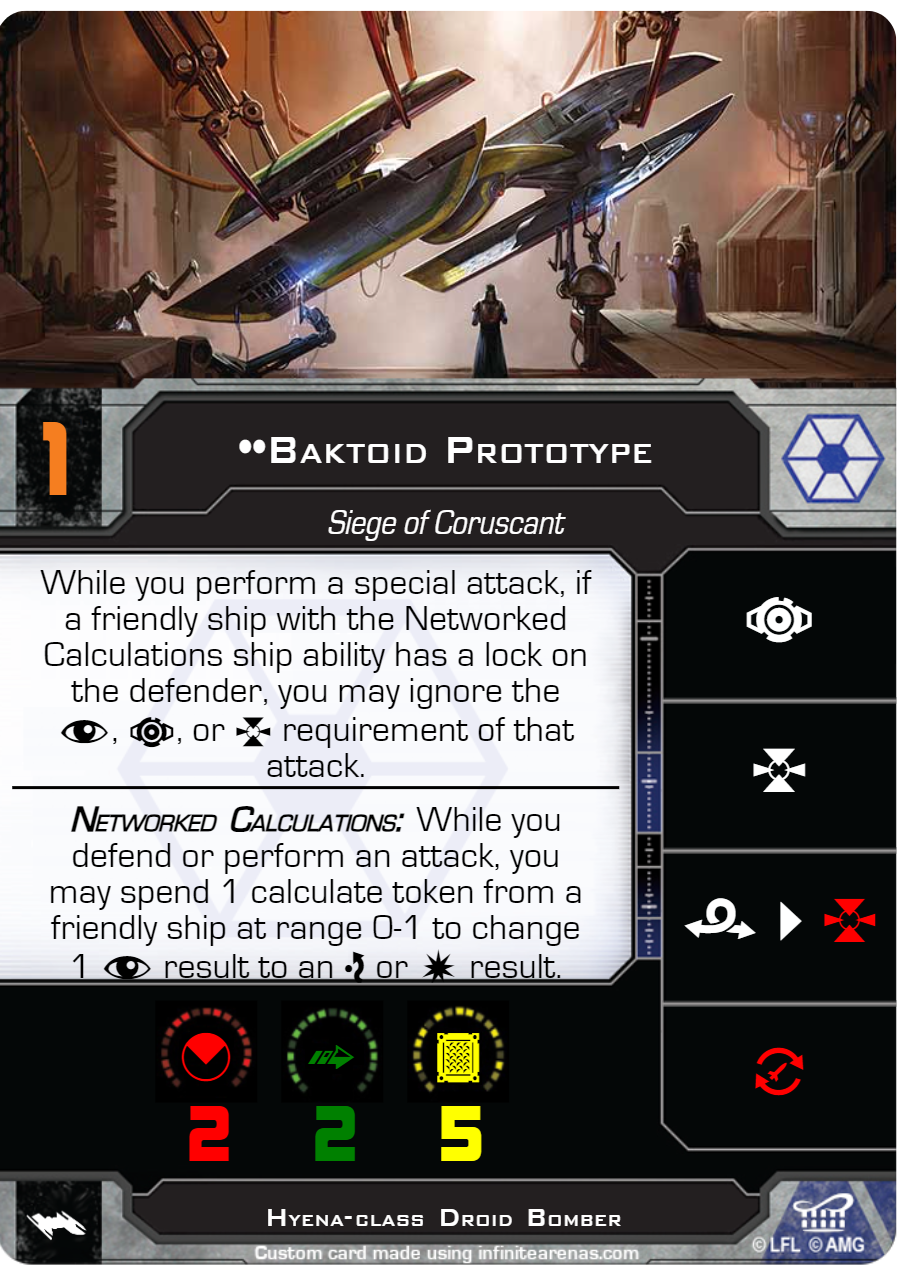 1
••Baktoid Prototype
Siege of Coruscant
While you perform a special attack, if
a friendly ship with the Networked
Calculations ship ability has a lock on
the defender, you may ignore the
, , or requirement of that
attack.
Networked Calculations: While you
defend or perform an attack, you
may spend 1 calculate token from a
friendly ship at range 0-1 to change
1 result to an or result.
2 2 5
Hyena-class Droid Bomber
Custom card made using infinitearenas.com
© LFL © AMG